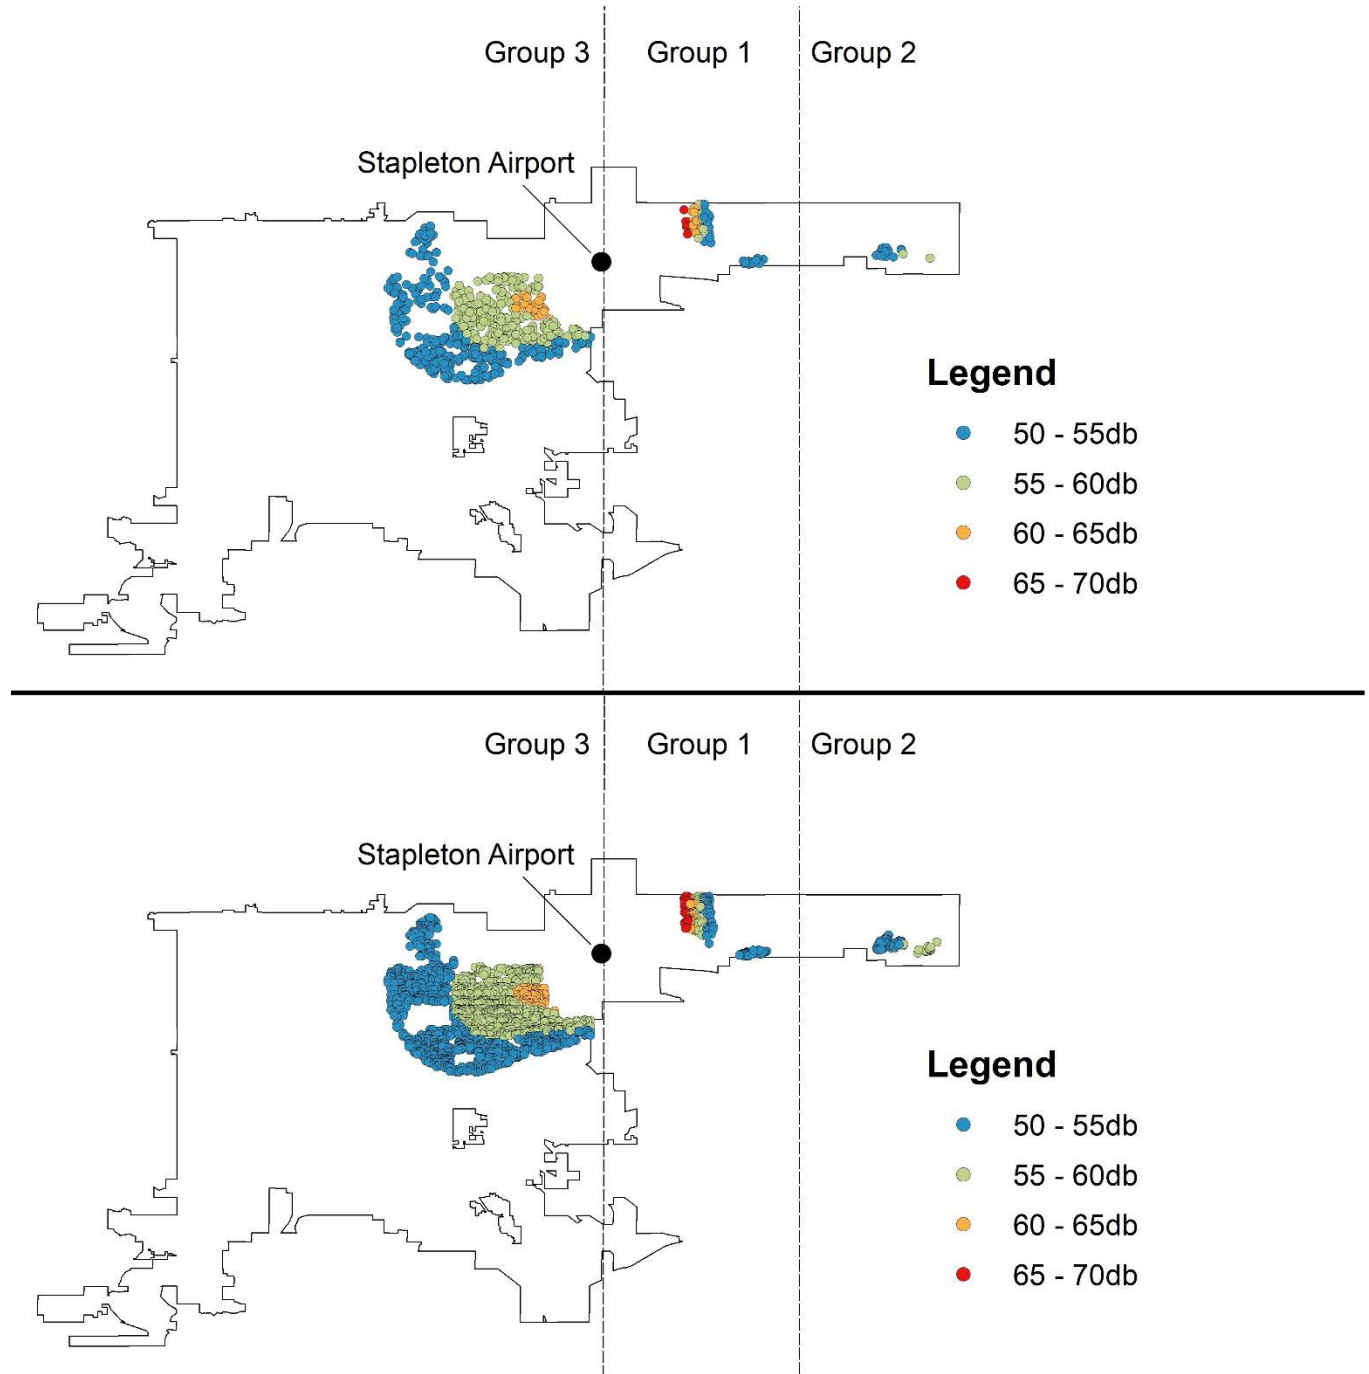 Group 3
Group 1
Group 2
Stapleton Airport
Legend
50 - 55db
55 - 60db
60 - 65db
65 - 70db
Group 3
Group 1
Group 2
Stapleton Airport
Legend
50 - 55db
55 - 60db
60 - 65db
65 - 70db